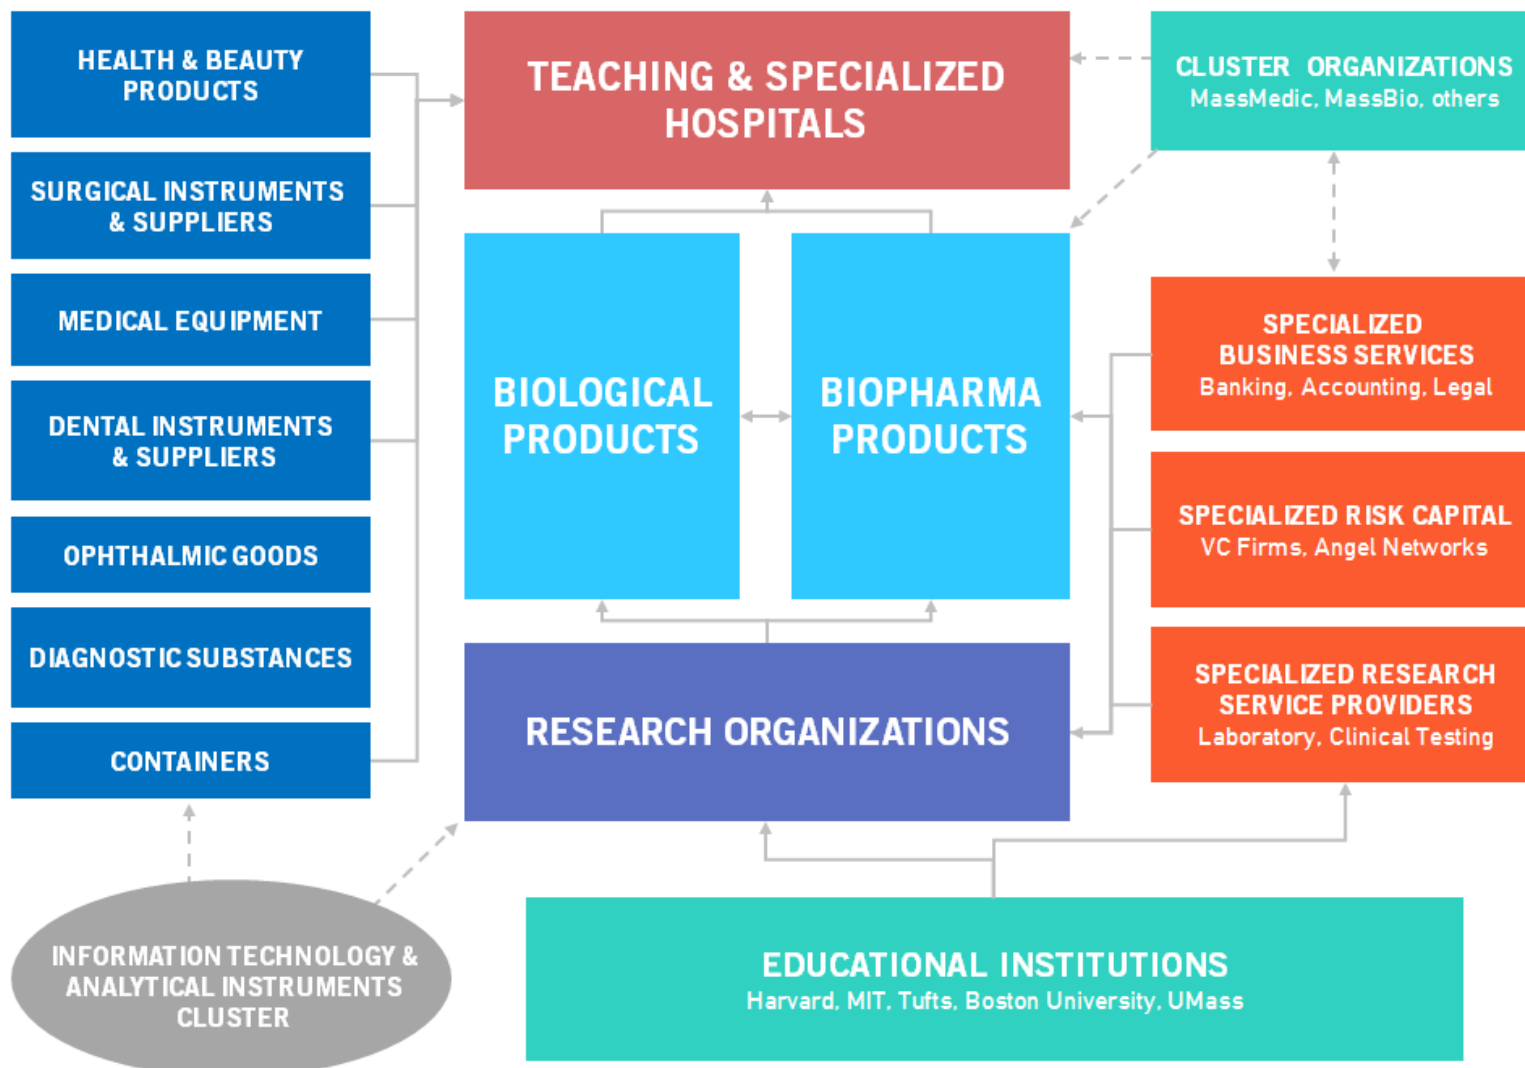 HEALTH & BEAUTY
PRODUCTS
SURGICAL INSTRUMENTS
& SUPPLIERS
MEDICAL EQUIPMENT
DENTAL INSTRUMENTS
& SUPPLIERS
OPHTHALMIC GOODS
DIAGNOSTIC SUBSTANCES
CONTAINERS
INFORMATION TECHNOLOGY &
ANALYTICAL INSTRUMENTS
CLUSTER
TEACHING & SPECIALIZED
HOSPITALS
BIOLOGICAL
PRODUCTS
BIOPHARMA
PRODUCTS
RESEARCH ORGANIZATIONS
EDUCATIONAL INSTITUTIONS
Harvard, MIT, Tufts, Boston University, UMass
CLUSTER ORGANIZATIONS
MassMedic, MassBio, others
SPECIALIZED
BUSINESS SERVICES
Banking, Accounting, Legal
SPECIALIZED RISK CAPITAL
VC Firms, Angel Networks
SPECIALIZED RESEARCH
SERVICE PROVIDERS
Laboratory, Clinical Testing